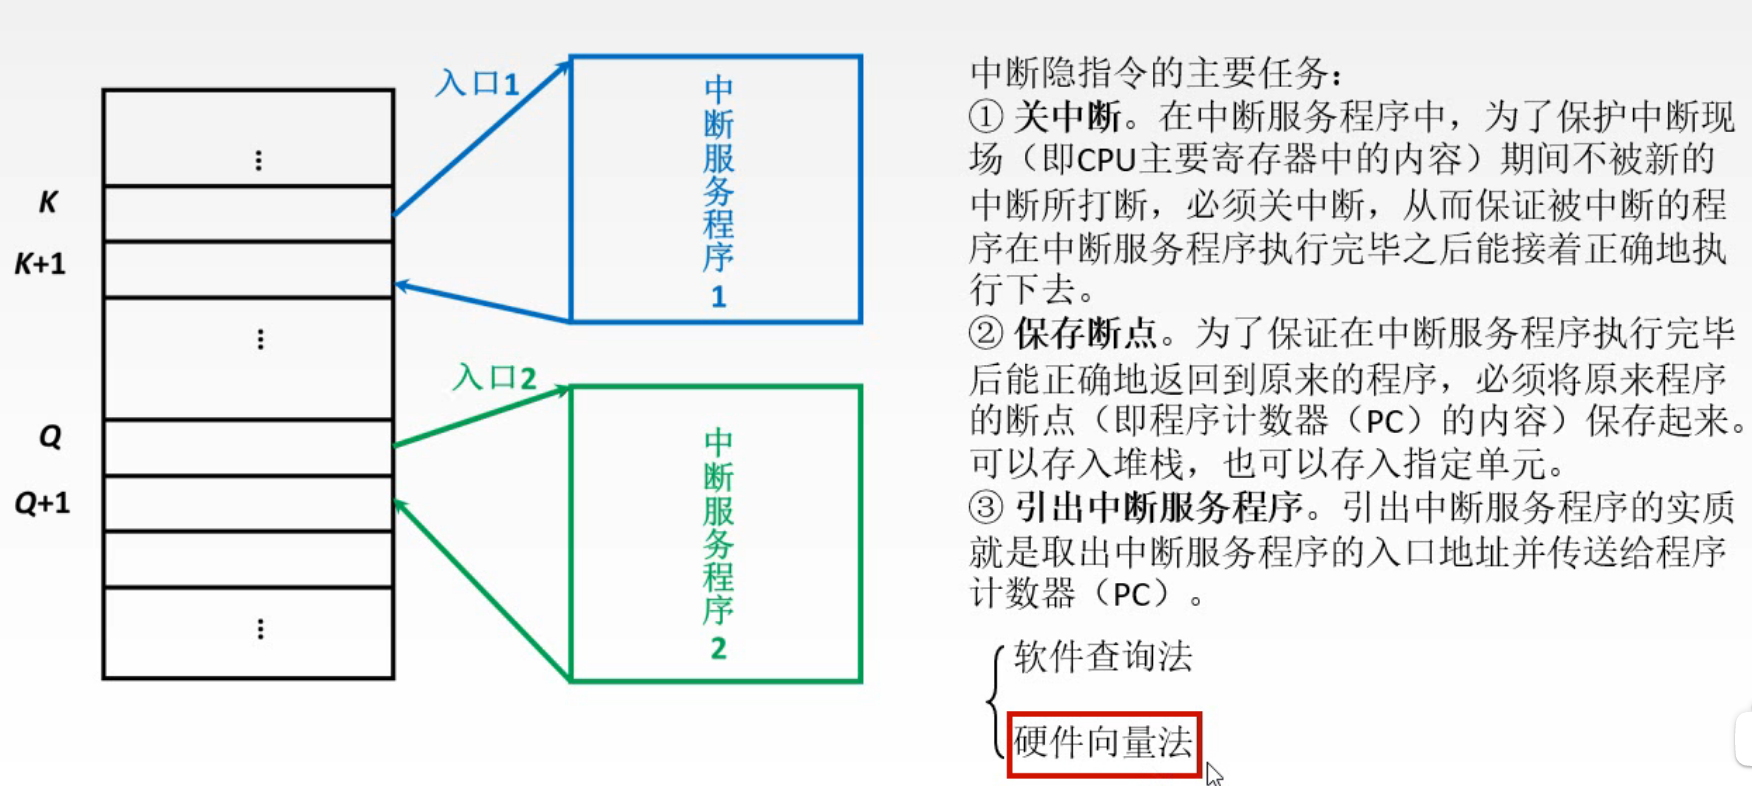 入口1
中断服务程序1
K
K+1
入口2
中断服务程序2
Q
Q+1
中断隐指令的主要任务：
① 关中断。在中断服务程序中，为了保护中断现
场（即CPU主要寄存器中的内容）期间不被新的
中断所打断，必须关中断，从而保证被中断的程
序在中断服务程序执行完毕之后能接着正确地执
行下去。
② 保存断点。为了保证在中断服务程序执行完毕
后能正确地返回到原来的程序，必须将原来程序
的断点（即程序计数器（PC）的内容）保存起来。
可以存入堆栈，也可以存入指定单元。
③ 引出中断服务程序。引出中断服务程序的实质
就是取出中断服务程序的入口地址并传送给程序
计数器（PC）。
软件查询法
硬件向量法